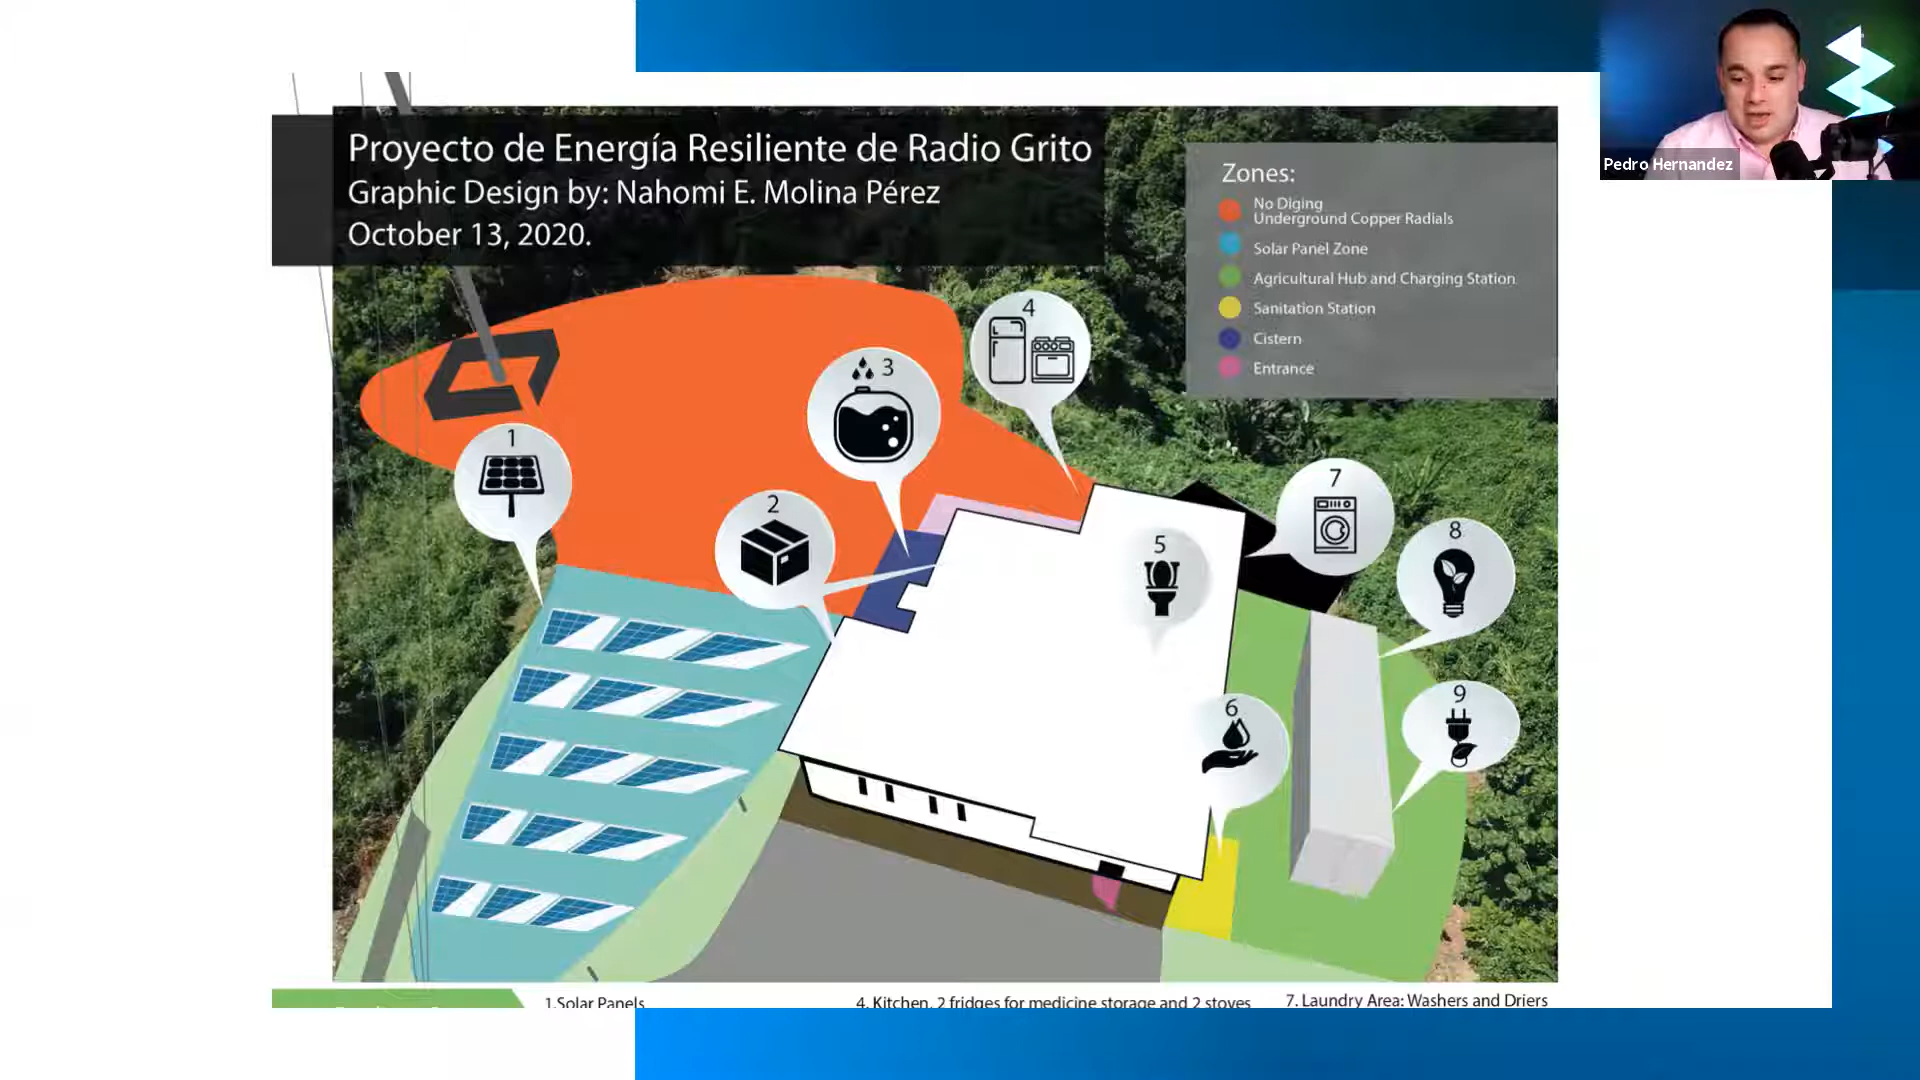 Proyecto de Energía Resiliente de Radio Grito
Graphic Design by: Nahomi E. Molina Pérez
October 13, 2020.
Pedro Hernandez
Zones:
No Diging
Underground Copper Radials
Solar Panel Zone
Agricultural Hub and Charging Station
Sanitation Station
Cistern
Entrance
4
3
1
7
2
8
5
9
6
1.Solar Panels
4. Kitchen, 2 fridges for medicine storage and 2 stoves
7. Laundry Area: Washers and Driers